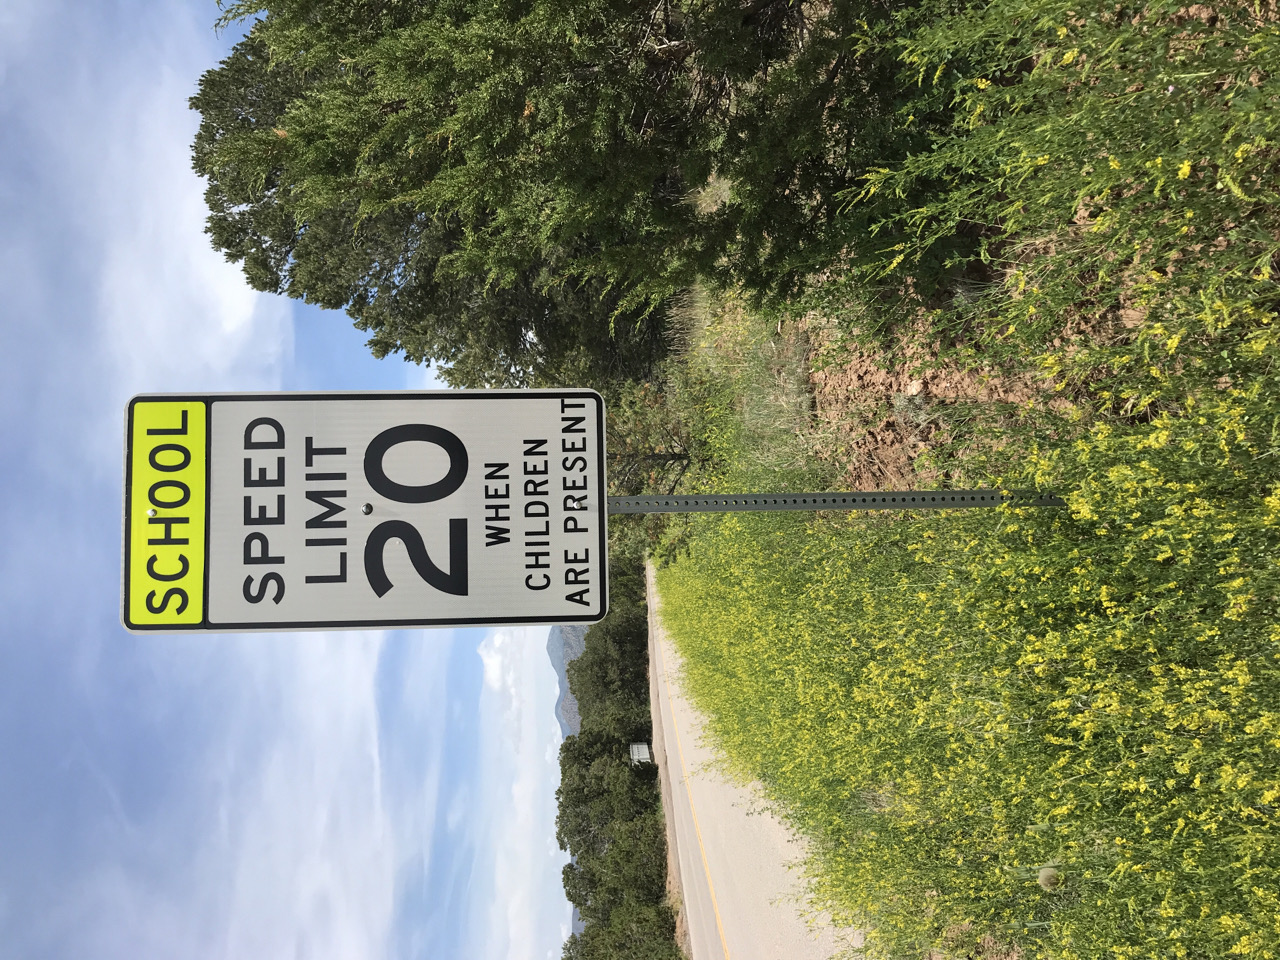 SCHOOL
SPEED
LIMIT
20
WHEN
CHILDREN
ARE PRESENT